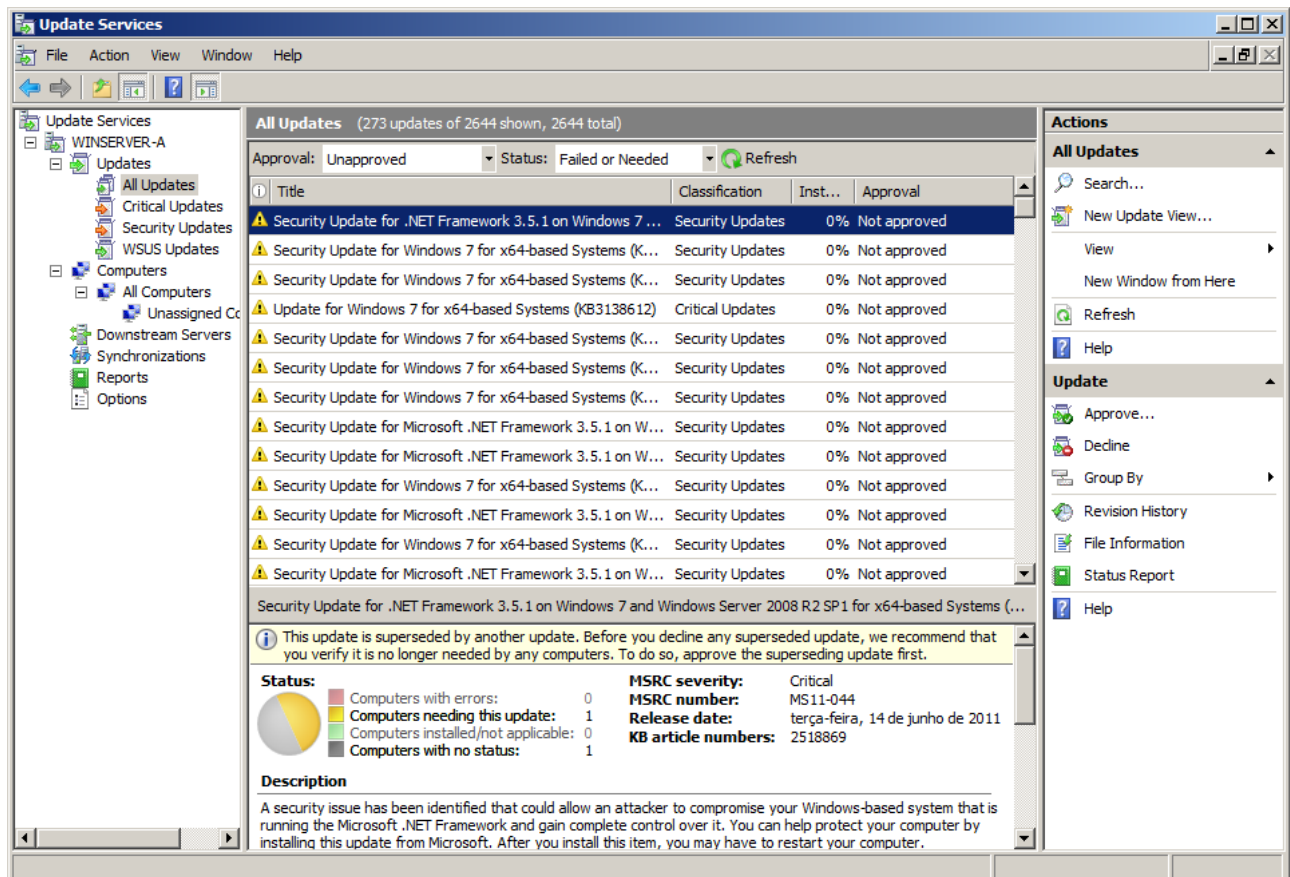 Update Services
File Action View Window Help
Update Services
WINSERVER-A
Updates
All Updates
Critical Updates
Security Updates
WSUS Updates
Computers
All Computers
Unassigned Co
Downstream Servers
Synchronizations
Reports
Options
All Updates (273 updates of 2644 shown, 2644 total)
Approval: Unapproved Status: Failed or Needed Refresh
Title Classification Inst... Approval
Security Update for .NET Framework 3.5.1 on Windows 7 ... Security Updates 0% Not approved
Security Update for Windows 7 for x64-based Systems (K... Security Updates 0% Not approved
Security Update for Windows 7 for x64-based Systems (K... Security Updates 0% Not approved
Update for Windows 7 for x64-based Systems (KB3138612) Critical Updates 0% Not approved
Security Update for Windows 7 for x64-based Systems (K... Security Updates 0% Not approved
Security Update for Windows 7 for x64-based Systems (K... Security Updates 0% Not approved
Security Update for Windows 7 for x64-based Systems (K... Security Updates 0% Not approved
Security Update for Microsoft .NET Framework 3.5.1 on W... Security Updates 0% Not approved
Security Update for Microsoft .NET Framework 3.5.1 on W... Security Updates 0% Not approved
Security Update for Windows 7 for x64-based Systems (K... Security Updates 0% Not approved
Security Update for Microsoft .NET Framework 3.5.1 on W... Security Updates 0% Not approved
Security Update for Windows 7 for x64-based Systems (K... Security Updates 0% Not approved
Security Update for Microsoft .NET Framework 3.5.1 on W... Security Updates 0% Not approved
Security Update for .NET Framework 3.5.1 on Windows 7 and Windows Server 2008 R2 SP1 for x64-based Systems (...
This update is superseded by another update. Before you decline any superseded update, we recommend that
you verify it is no longer needed by any computers. To do so, approve the superseding update first.
Status:
Computers with errors: 0
Computers needing this update: 1
Computers installed/not applicable: 0
Computers with no status: 1
MSRC severity: Critical
MSRC number: MS11-044
Release date: terça-feira, 14 de junho de 2011
KB article numbers: 2518869
Description
A security issue has been identified that could allow an attacker to compromise your Windows-based system that is
running the Microsoft .NET Framework and gain complete control over it. You can help protect your computer by
installing this update from Microsoft. After you install this item, you may have to restart your computer.
Actions
All Updates
Search...
New Update View...
View
New Window from Here
Refresh
Help
Update
Approve...
Decline
Group By
Revision History
File Information
Status Report
Help